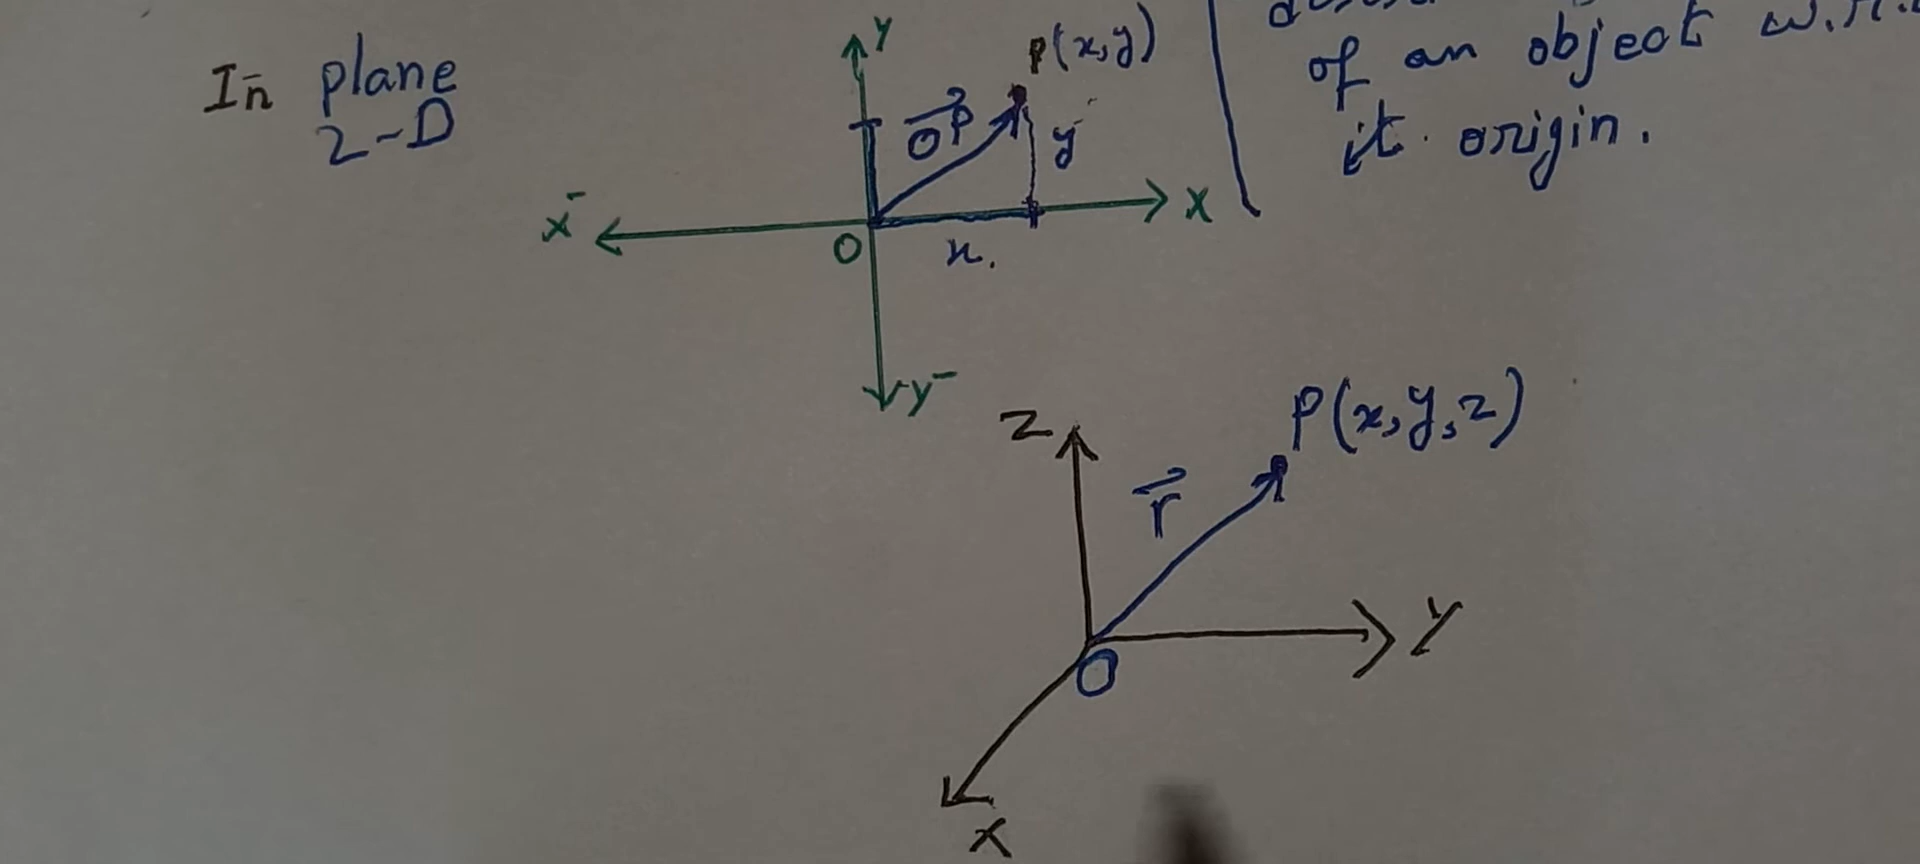 In plane
2-D
Y
P(x,y)
OP
y
X
X-
O
x.
Y-
of an object
it origin.
Z
P(x,y,z)
r
Y
O
X